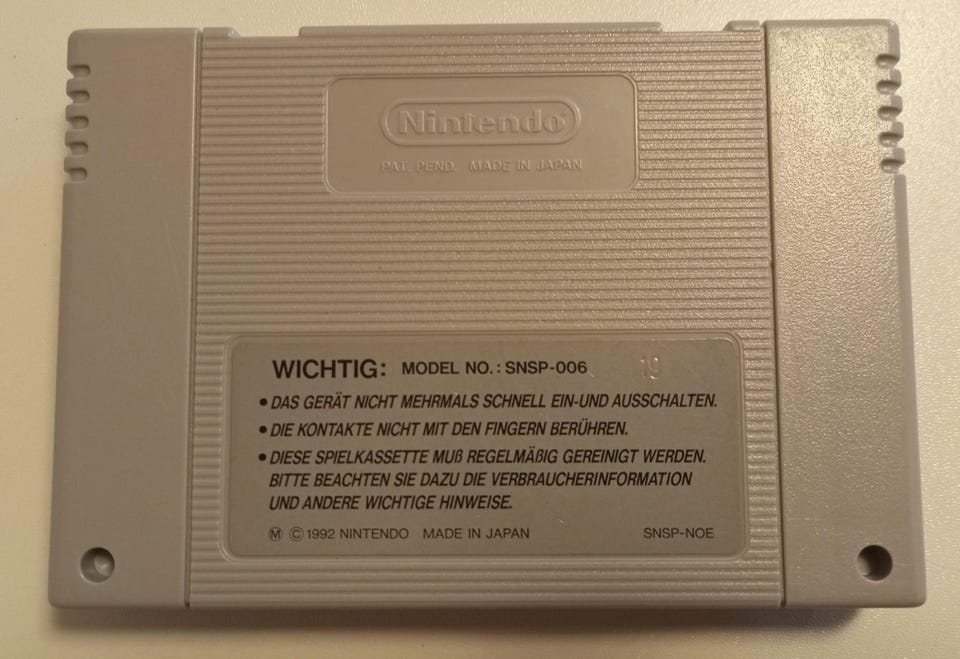 Nintendo
PAT. PEND. MADE IN JAPAN
WICHTIG: MODEL NO.: SNSP-006 19
• DAS GERÄT NICHT MEHRMALS SCHNELL EIN-UND AUSSCHALTEN.
• DIE KONTAKTE NICHT MIT DEN FINGERN BERÜHREN.
• DIESE SPIELKASSETTE MUß REGELMÄßIG GEREINIGT WERDEN.
BITTE BEACHTEN SIE DAZU DIE VERBRAUCHERINFORMATION
UND ANDERE WICHTIGE HINWEISE.
Ⓜ © 1992 NINTENDO MADE IN JAPAN SNSP-NOE